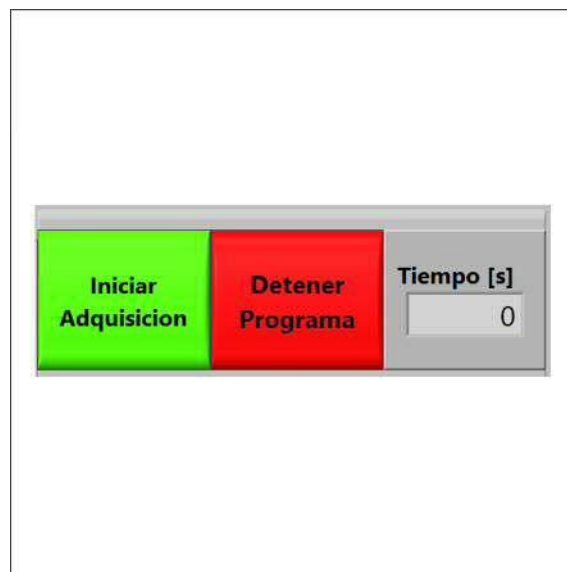 Iniciar
Adquisicion
Detener
Programa
Tiempo [s]
0